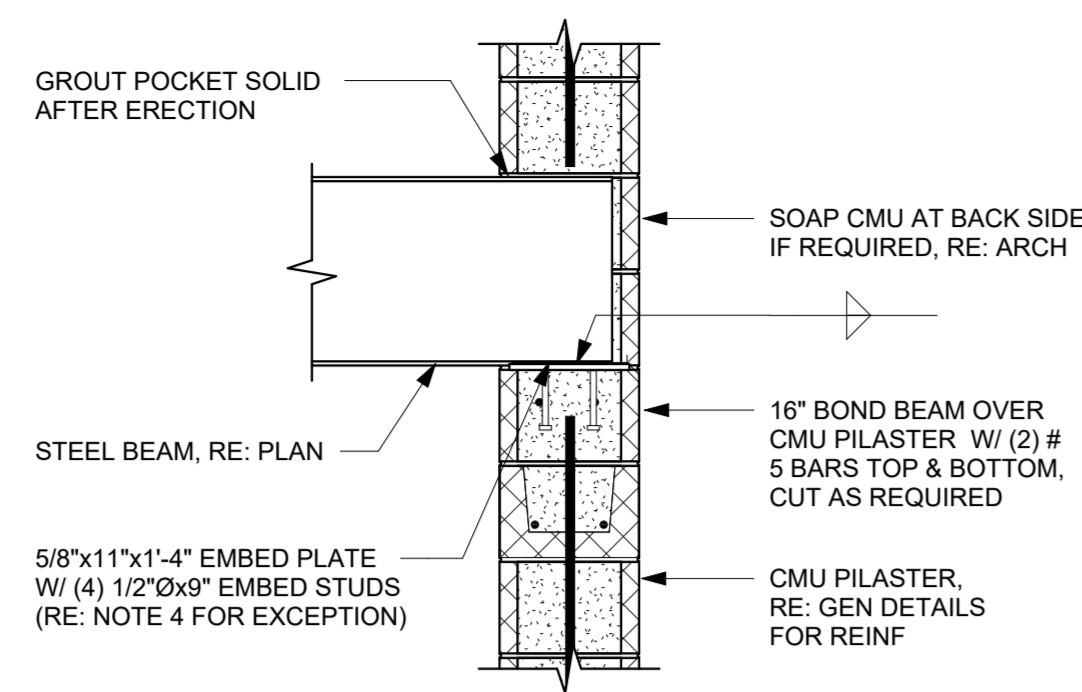 GROUT POCKET SOLID
AFTER ERECTION
SOAP CMU AT BACK SIDE
IF REQUIRED, RE: ARCH
STEEL BEAM, RE: PLAN
16" BOND BEAM OVER
CMU PILASTER W/ (2) #
5 BARS TOP & BOTTOM,
CUT AS REQUIRED
5/8"x11"x1'-4" EMBED PLATE
W/ (4) 1/2"Øx9" EMBED STUDS
(RE: NOTE 4 FOR EXCEPTION)
CMU PILASTER,
RE: GEN DETAILS
FOR REINF